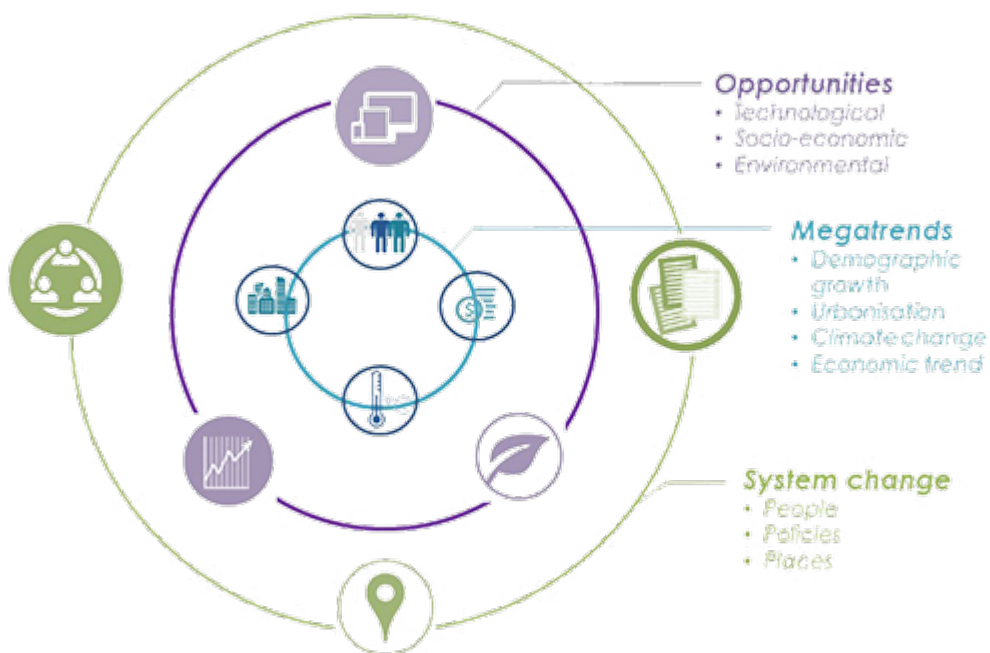 Opportunities
• Technological
• Socio-economic
• Environmental
Megatrends
• Demographic
growth
• Urbanisation
• Climate change
• Economic trend
$
System change
• People
• Policies
• Places